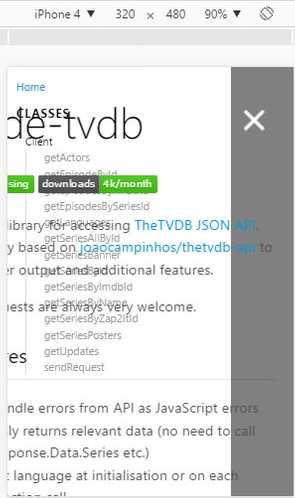 iPhone 4 ▼ 320 × 480 90% ▼
Home
CLASSES
de-tvdb
Client
getActors
getEpisodeById
sing downloads 4k/month
getEpisodesBySeriesId
getLanguages
library for accessing TheTVDB JSON API.
getSeriesAllById
y based on joaocampinhos/thetvdb-api to
getSeriesBanner
getSeriesById
er output and additional features.
getSeriesByImdbId
getSeriesByName
uests are always very welcome.
getSeriesByZap2ItId
getSeriesPosters
getUpdates
res
sendRequest
ndle errors from API as JavaScript errors
ly returns relevant data (no need to call
ponse.Data.Series etc.)
t language at initialisation or on each